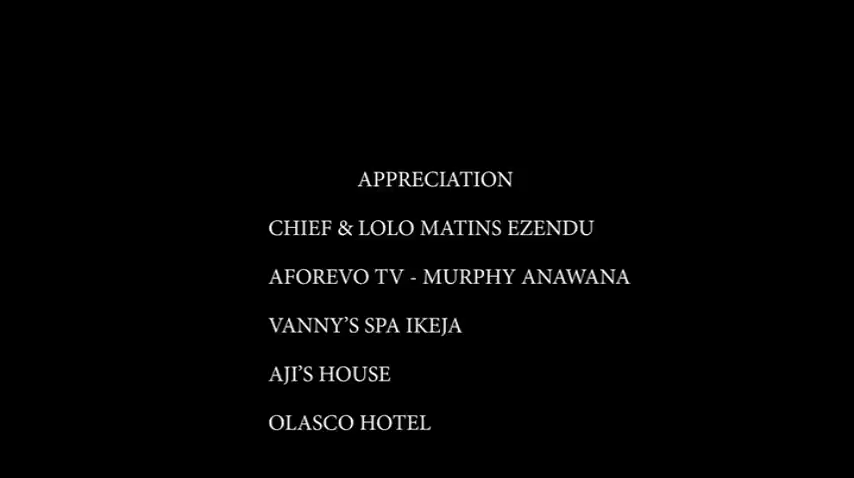 APPRECIATION
CHIEF & LOLO MATINS EZENDU
AFOREVO TV - MURPHY ANAWANA
VANNY’S SPA IKEJA
AJI’S HOUSE
OLASCO HOTEL